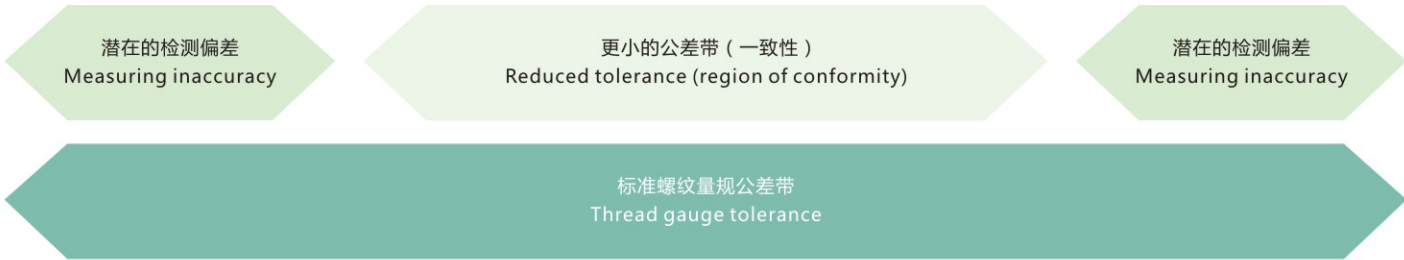 潜在的检测偏差
Measuring inaccuracy
更小的公差带（一致性）
Reduced tolerance (region of conformity)
潜在的检测偏差
Measuring inaccuracy
标准螺纹量规公差带
Thread gauge tolerance